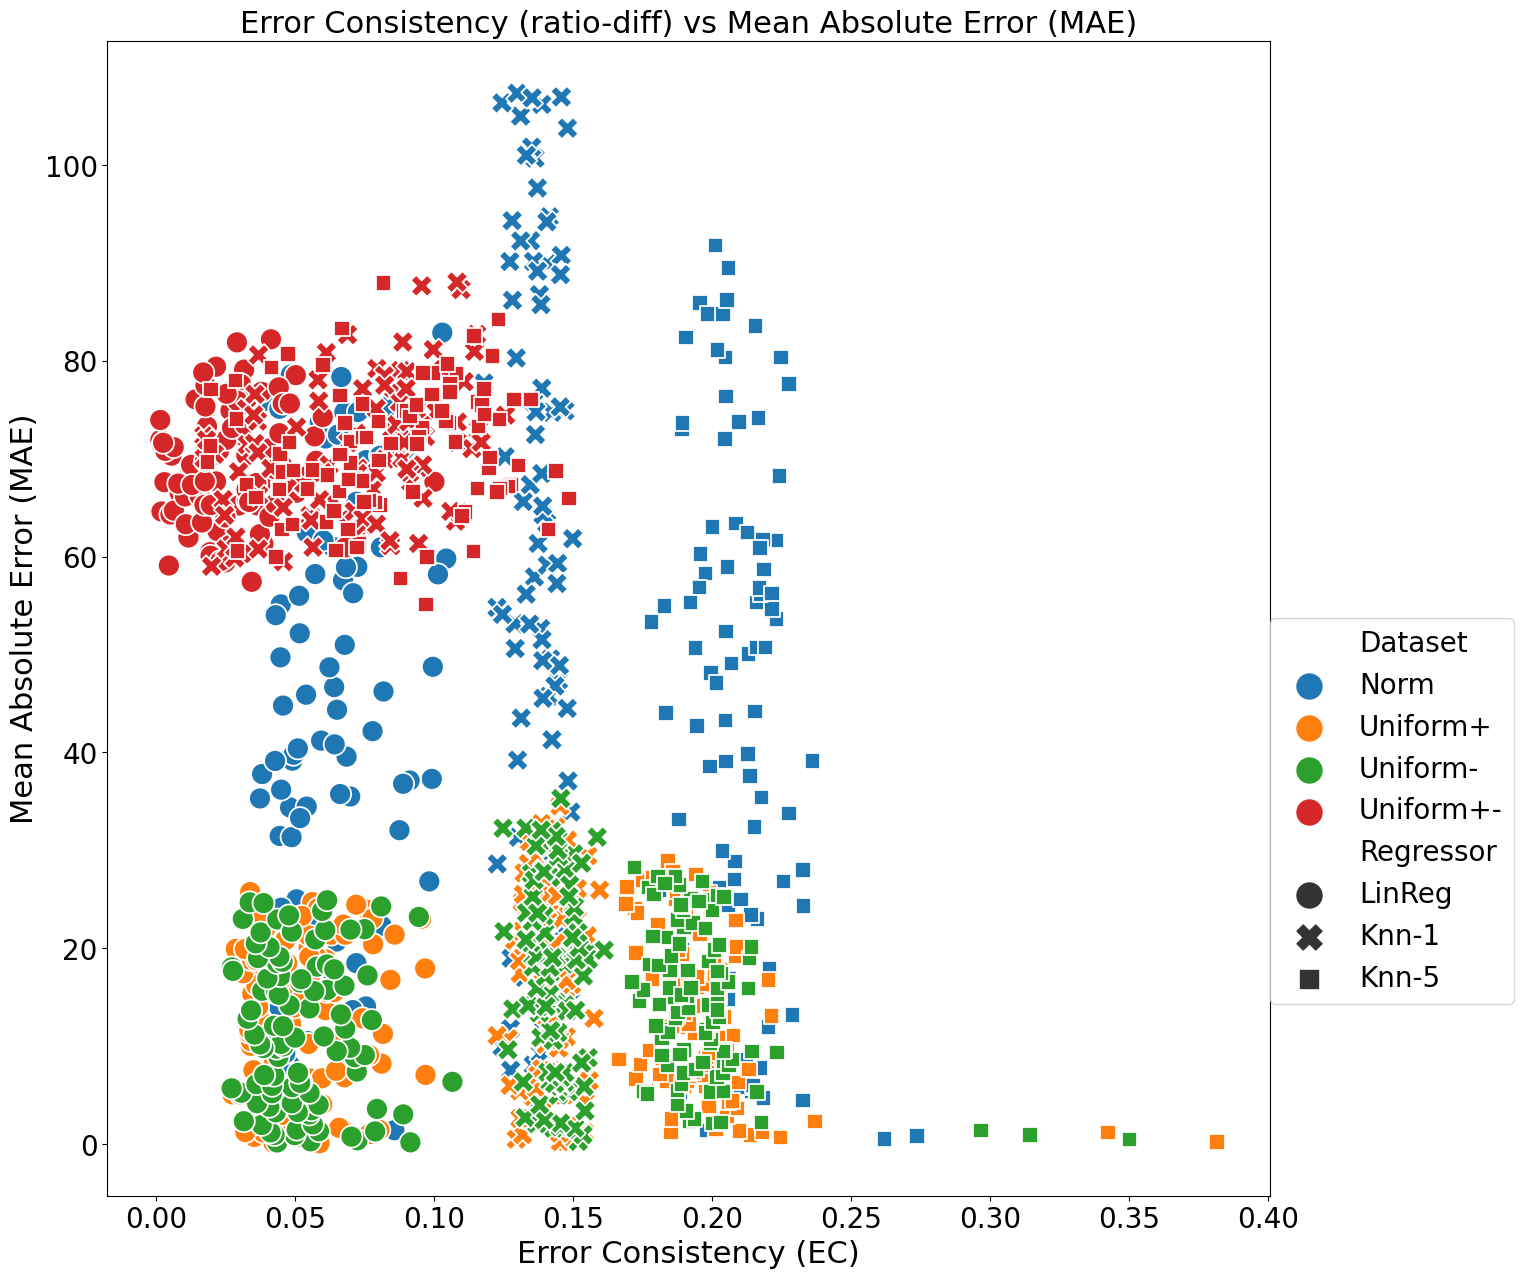 Error Consistency (ratio-diff) vs Mean Absolute Error (MAE)
Mean Absolute Error (MAE)
100
80
60
40
20
0
0.00 0.05 0.10 0.15 0.20 0.25 0.30 0.35 0.40
Error Consistency (EC)
Dataset
Norm
Uniform+
Uniform-
Uniform+-
Regressor
LinReg
Knn-1
Knn-5